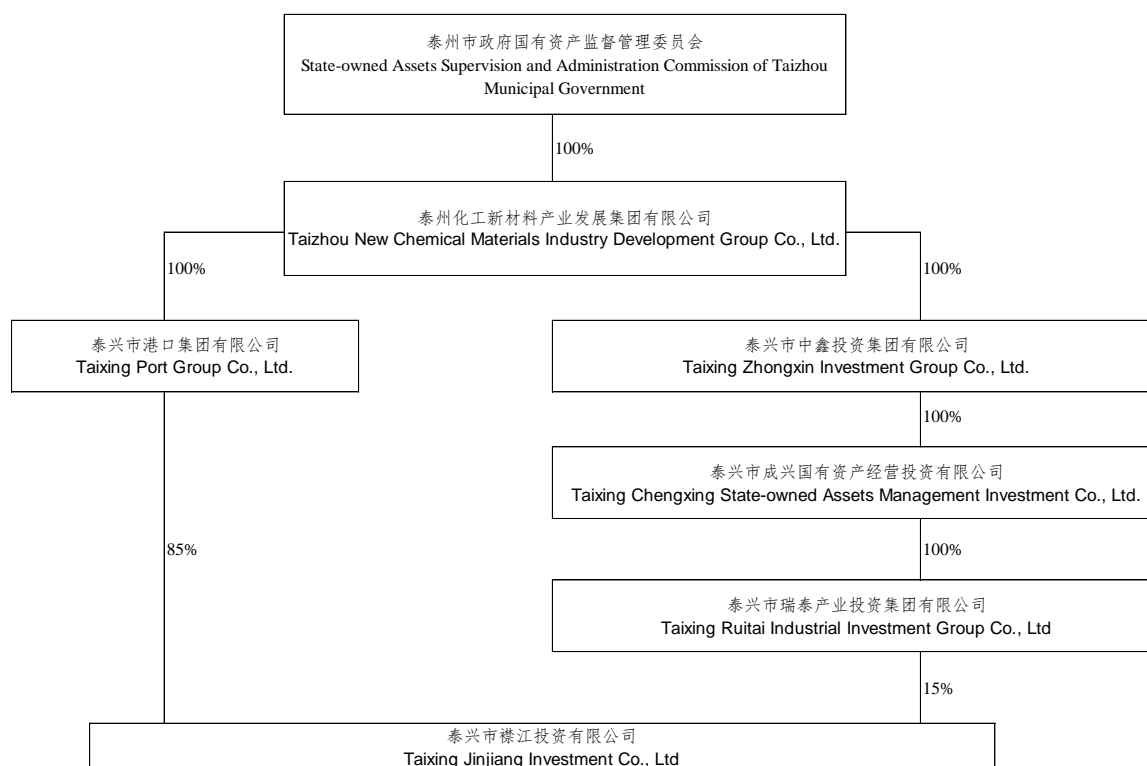 泰州市政府国有资产监督管理委员会
State-owned Assets Supervision and Administration Commission of Taizhou
Municipal Government
100%
泰州化工新材料产业发展集团有限公司
Taizhou New Chemical Materials Industry Development Group Co., Ltd.
100%
100%
泰兴市港口集团有限公司
Taixing Port Group Co., Ltd.
泰兴市中鑫投资集团有限公司
Taixing Zhongxin Investment Group Co., Ltd.
100%
泰兴市成兴国有资产经营投资有限公司
Taixing Chengxing State-owned Assets Management Investment Co., Ltd.
85%
100%
泰兴市瑞泰产业投资集团有限公司
Taixing Ruitai Industrial Investment Group Co., Ltd
15%
泰兴市襟江投资有限公司
Taixing Jinjiang Investment Co., Ltd